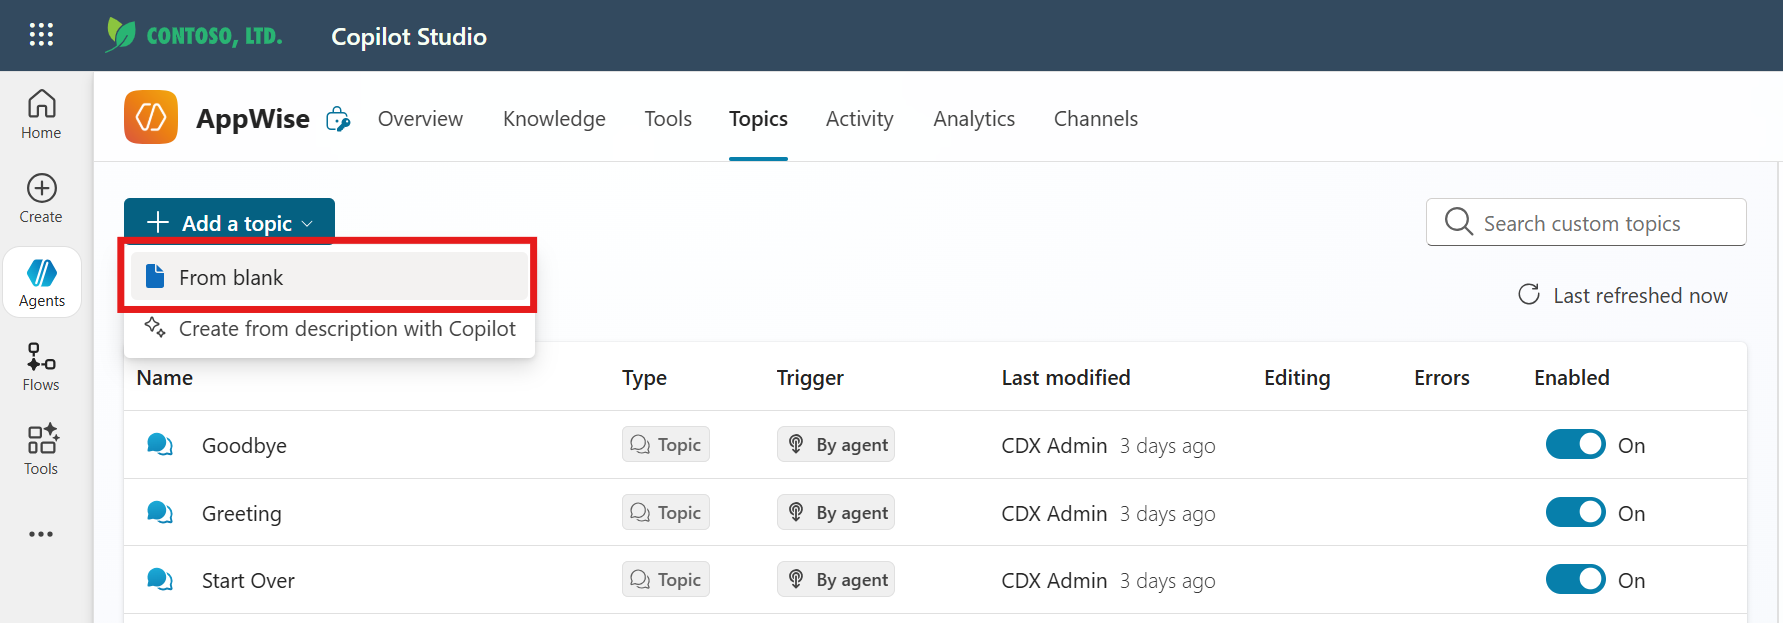 CONTOSO, LTD.
Copilot Studio
Home
Create
Agents
Flows
Tools
AppWise
Overview
Knowledge
Tools
Topics
Activity
Analytics
Channels
Add a topic
Search custom topics
From blank
Create from description with Copilot
Last refreshed now
Name Type Trigger Last modified Editing Errors Enabled
Goodbye Topic By agent CDX Admin 3 days ago On
Greeting Topic By agent CDX Admin 3 days ago On
Start Over Topic By agent CDX Admin 3 days ago On